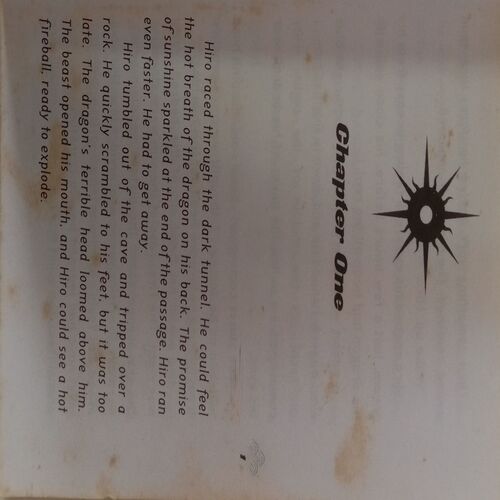 Chapter One
Hiro raced through the dark tunnel. He could feel
the hot breath of the dragon on his back. The promise
of sunshine sparkled at the end of the passage. Hiro ran
even faster. He had to get away.
Hiro tumbled out of the cave and tripped over a
rock. He quickly scrambled to his feet, but it was too
late. The dragon's terrible head loomed above him.
The beast opened his mouth, and Hiro could see a hot
fireball, ready to explode.
1